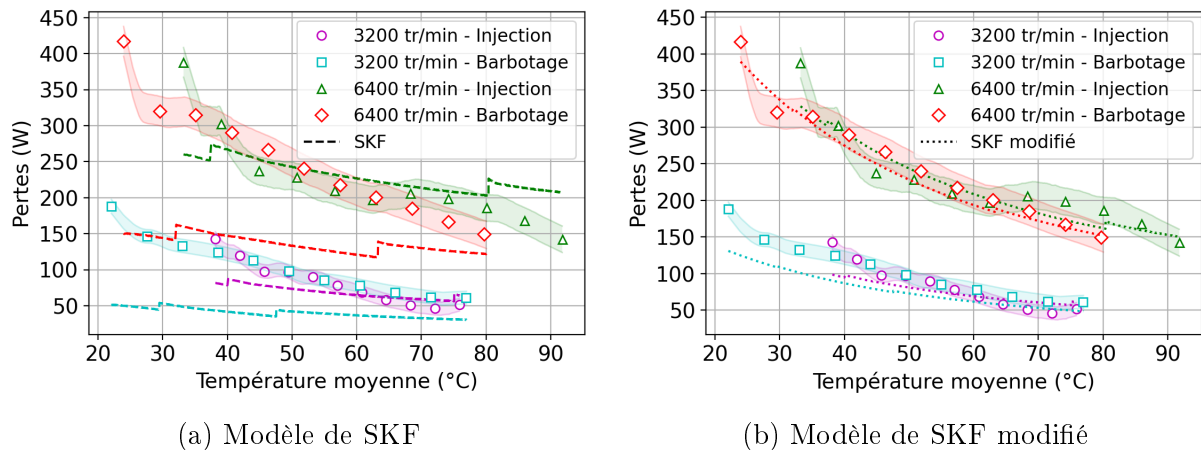 450
400
350
300
250
200
150
100
50
Pertes (W)
20 30 40 50 60 70 80 90
Température moyenne (°C)
3200 tr/min - Injection
3200 tr/min - Barbotage
6400 tr/min - Injection
6400 tr/min - Barbotage
SKF
(a) Modèle de SKF
450
400
350
300
250
200
150
100
50
Pertes (W)
20 30 40 50 60 70 80 90
Température moyenne (°C)
3200 tr/min - Injection
3200 tr/min - Barbotage
6400 tr/min - Injection
6400 tr/min - Barbotage
SKF modifié
(b) Modèle de SKF modifié